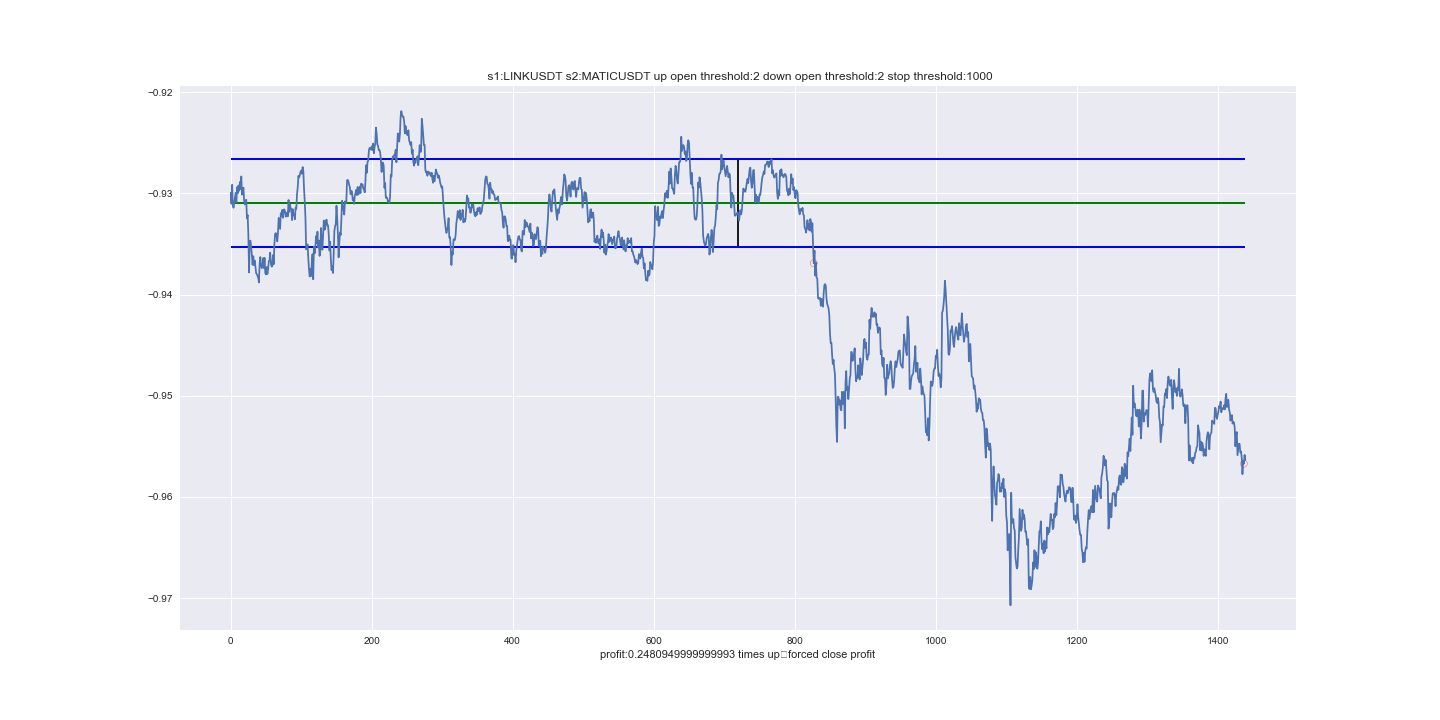 s1:LINKUSDT s2:MATICUSDT up open threshold:2 down open threshold:2 stop threshold:1000
−0.92
−0.93
−0.94
−0.95
−0.96
−0.97
0 200 400 600 800 1000 1200 1400
profit:0.2480949999999993 times up□forced close profit